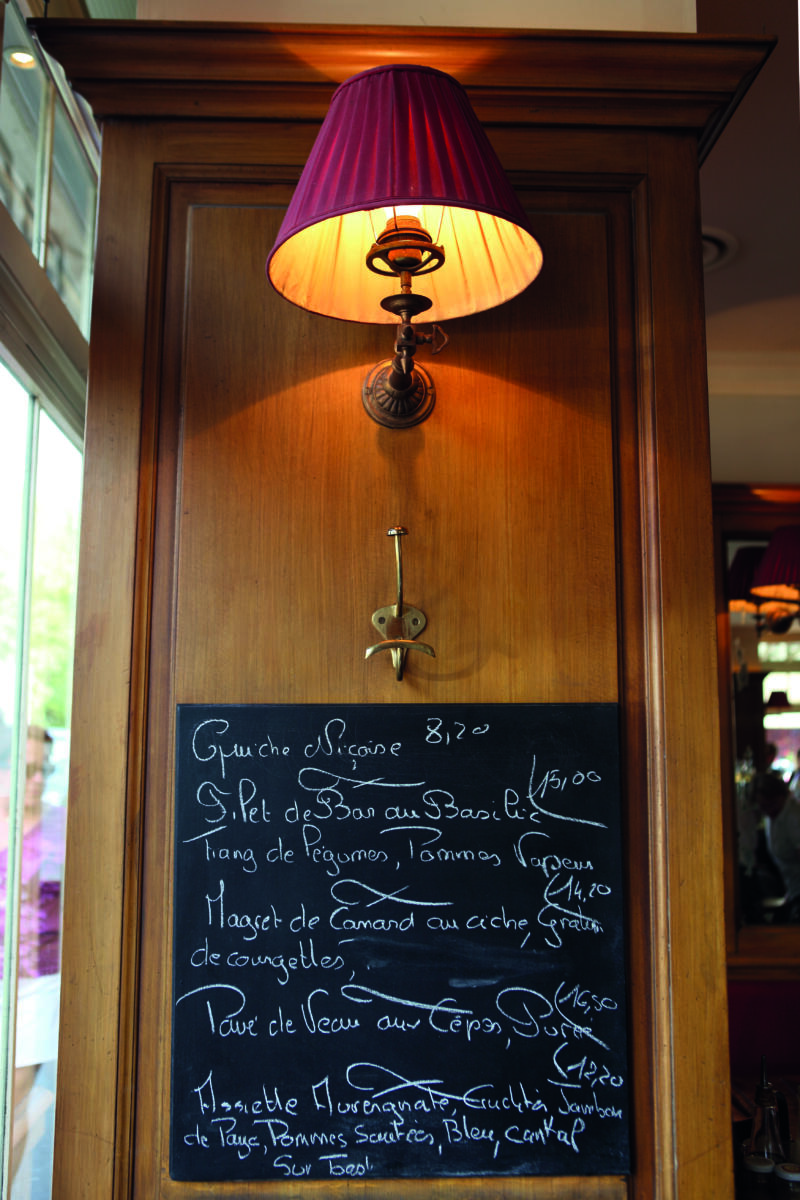 Quiche Niçoise 8,20
15,00
Filet de Bar au Basilic
Tiang de Légumes, Pommes Vapeur
14,20
Magret de Canard au cidre, Gratin
de courgettes,
16,50
Pavé de Veau aux Cèpes, Purée
12,20
Assiette Auvergnate, Crudités, Jambon
de Pays, Pommes Sautées, Bleu, Cantal
Sur Toast